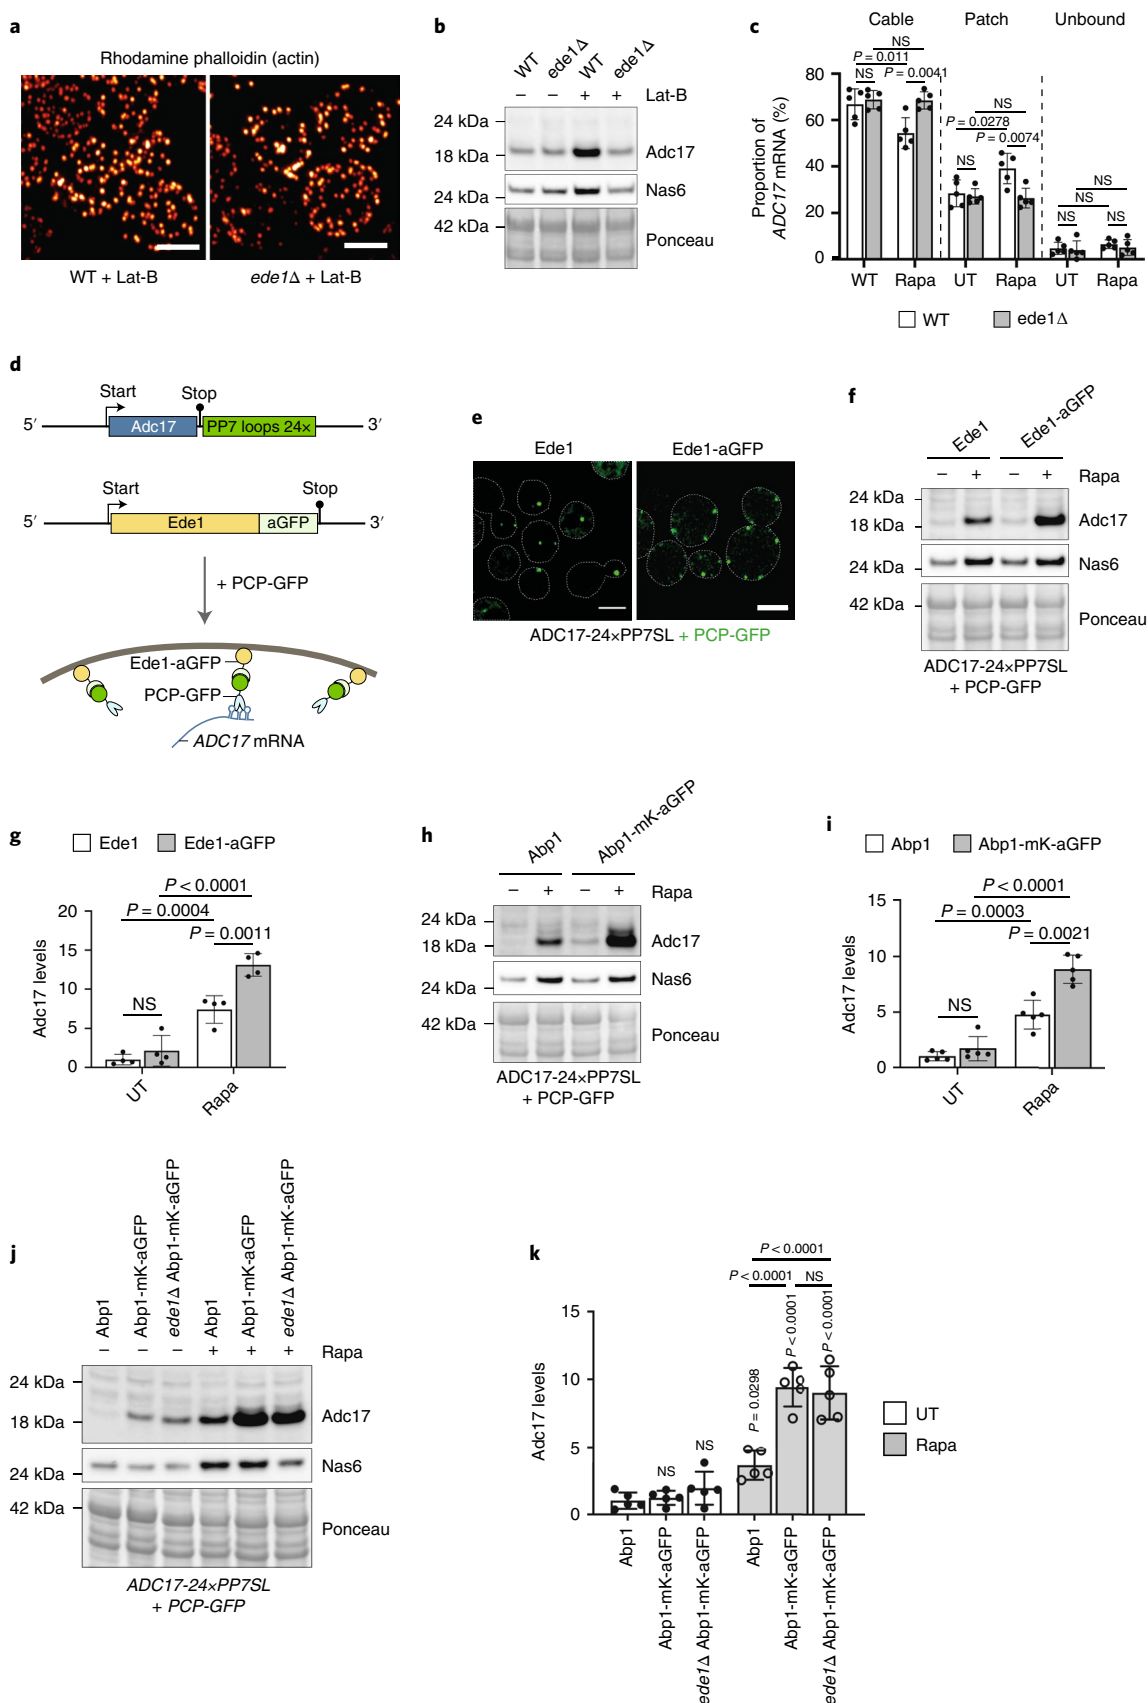 a
Rhodamine phalloidin (actin)
WT + Lat-B
ede1Δ + Lat-B
b
WT
ede1Δ
WT
ede1Δ
– – + + Lat-B
24 kDa
18 kDa
Adc17
24 kDa
Nas6
42 kDa
Ponceau
c
Cable Patch Unbound
NS
P = 0.011
NS
P = 0.0041
NS
P = 0.0278
P = 0.0074
NS
NS
NS
NS
NS
80
60
40
20
0
Proportion of
ADC17 mRNA (%)
WT Rapa UT Rapa UT Rapa
WT ede1Δ
d
Start Stop
5′ Adc17 PP7 loops 24× 3′
Start Stop
5′ Ede1 aGFP 3′
+ PCP-GFP
Ede1-aGFP
PCP-GFP
ADC17 mRNA
e
Ede1 Ede1-aGFP
ADC17-24×PP7SL + PCP-GFP
f
Ede1
Ede1-aGFP
– + – + Rapa
24 kDa
18 kDa
Adc17
24 kDa
Nas6
42 kDa
Ponceau
ADC17-24×PP7SL
+ PCP-GFP
g
Ede1 Ede1-aGFP
P < 0.0001
P = 0.0004
P = 0.0011
NS
20
15
10
5
0
Adc17 levels
UT
Rapa
h
Abp1
Abp1-mK-aGFP
– + – + Rapa
24 kDa
18 kDa
Adc17
24 kDa
Nas6
42 kDa
Ponceau
ADC17-24×PP7SL
+ PCP-GFP
i
Abp1 Abp1-mK-aGFP
P < 0.0001
P = 0.0003
P = 0.0021
NS
15
10
5
0
Adc17 levels
UT
Rapa
j
Abp1
Abp1-mK-aGFP
ede1Δ Abp1-mK-aGFP
Abp1
Abp1-mK-aGFP
ede1Δ Abp1-mK-aGFP
– – – + + + Rapa
24 kDa
18 kDa
Adc17
24 kDa
Nas6
42 kDa
Ponceau
ADC17-24×PP7SL
+ PCP-GFP
k
P < 0.0001
P < 0.0001 NS
NS
NS
P = 0.0298
P < 0.0001
P < 0.0001
15
10
5
0
Adc17 levels
UT
Rapa
Abp1
Abp1-mK-aGFP
ede1Δ Abp1-mK-aGFP
Abp1
Abp1-mK-aGFP
ede1Δ Abp1-mK-aGFP